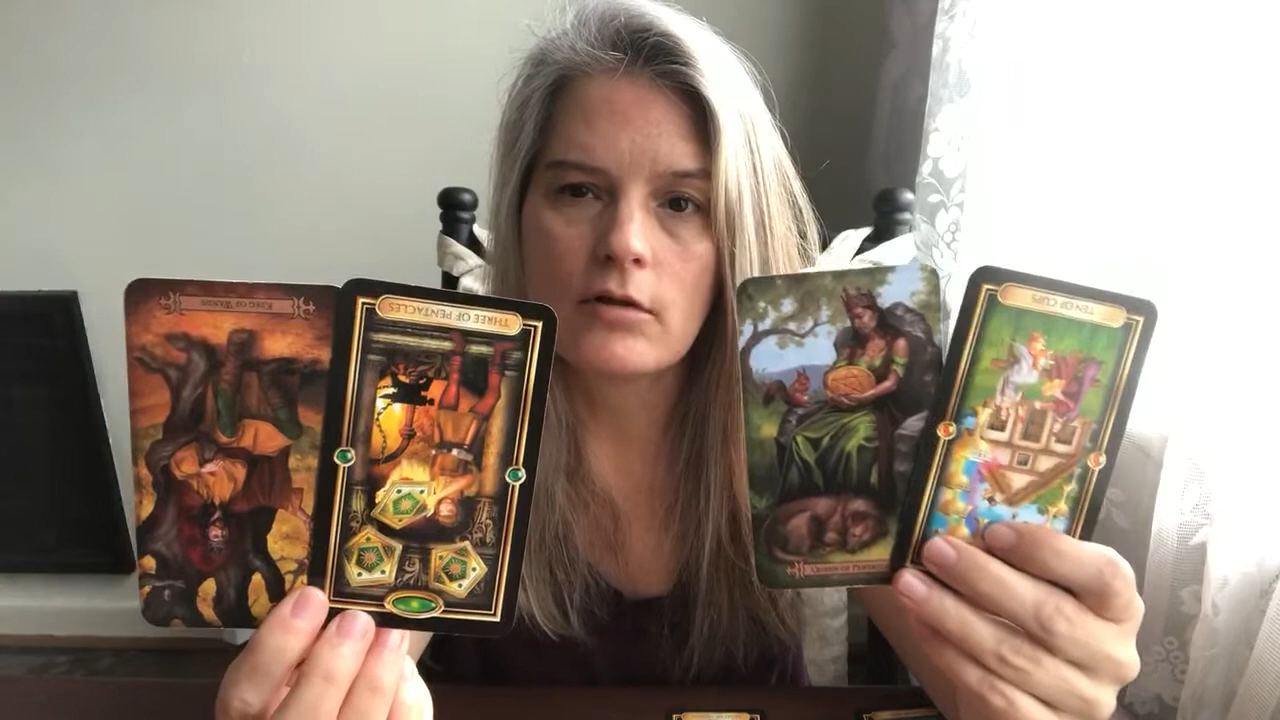 KING OF WANDS
THREE OF PENTACLES
QUEEN OF PENTACLES
TEN OF CUPS